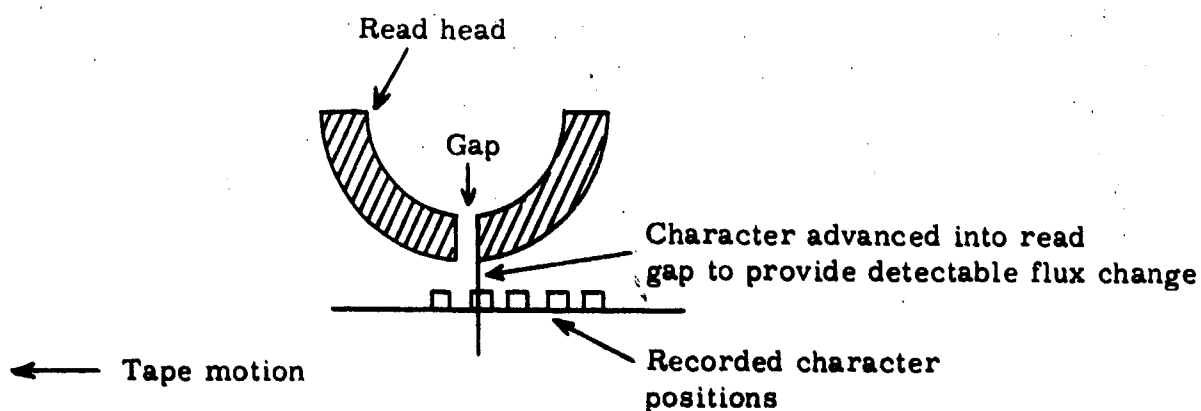 Read head
Gap
Character advanced into read
gap to provide detectable flux change
Recorded character
positions
Tape motion